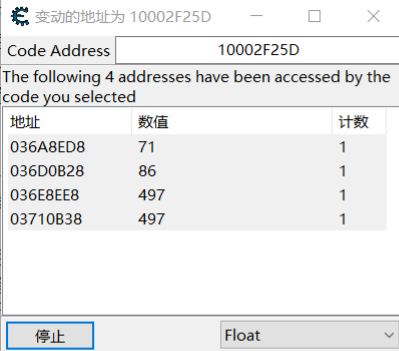 变动的地址为 10002F25D
Code Address 10002F25D
The following 4 addresses have been accessed by the
code you selected
地址 数值 计数
036A8ED8 71 1
036D0B28 86 1
036E8EE8 497 1
03710B38 497 1
停止 Float